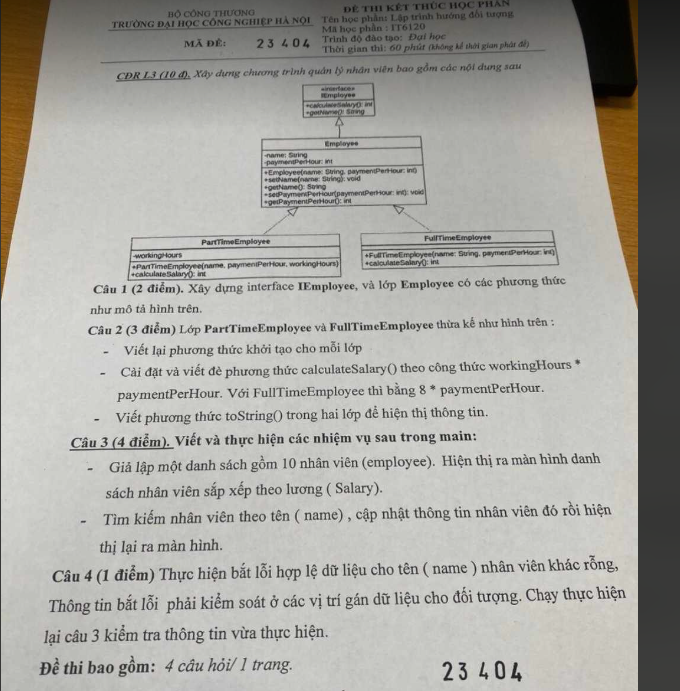 BỘ CÔNG THƯƠNG
TRƯỜNG ĐẠI HỌC CÔNG NGHIỆP HÀ NỘI
MÃ ĐỀ: 23 404
ĐỀ THI KẾT THÚC HỌC PHẦN
Tên học phần: Lập trình hướng đối tượng
Mã học phần : IT6120
Trình độ đào tạo: Đại học
Thời gian thi: 60 phút (không kể thời gian phát đề)
CĐR L3 (10 đ). Xây dựng chương trình quản lý nhân viên bao gồm các nội dung sau
«interface»
IEmployee
+calculateSalary(): int
+getName(): String
Employee
-name: String
-paymentPerHour: int
+Employee(name: String, paymentPerHour: int)
+setName(name: String): void
+getName(): String
+setPaymentPerHour(paymentPerHour: int): void
+getPaymentPerHour(): int
PartTimeEmployee
-workingHours
+PartTimeEmployee(name, paymentPerHour, workingHours)
+calculateSalary(): int
FullTimeEmployee
+FullTimeEmployee(name: String, paymentPerHour: int)
+calculateSalary(): int
Câu 1 (2 điểm). Xây dựng interface IEmployee, và lớp Employee có các phương thức
như mô tả hình trên.
Câu 2 (3 điểm) Lớp PartTimeEmployee và FullTimeEmployee thừa kế như hình trên :
- Viết lại phương thức khởi tạo cho mỗi lớp
- Cài đặt và viết đè phương thức calculateSalary() theo công thức workingHours *
paymentPerHour. Với FullTimeEmployee thì bằng 8 * paymentPerHour.
- Viết phương thức toString() trong hai lớp để hiện thị thông tin.
Câu 3 (4 điểm). Viết và thực hiện các nhiệm vụ sau trong main:
- Giả lập một danh sách gồm 10 nhân viên (employee). Hiện thị ra màn hình danh
sách nhân viên sắp xếp theo lương ( Salary).
- Tìm kiếm nhân viên theo tên ( name) , cập nhật thông tin nhân viên đó rồi hiện
thị lại ra màn hình.
Câu 4 (1 điểm) Thực hiện bắt lỗi hợp lệ dữ liệu cho tên ( name ) nhân viên khác rỗng,
Thông tin bắt lỗi phải kiểm soát ở các vị trí gán dữ liệu cho đối tượng. Chạy thực hiện
lại câu 3 kiểm tra thông tin vừa thực hiện.
Đề thi bao gồm: 4 câu hỏi/ 1 trang.
23 404